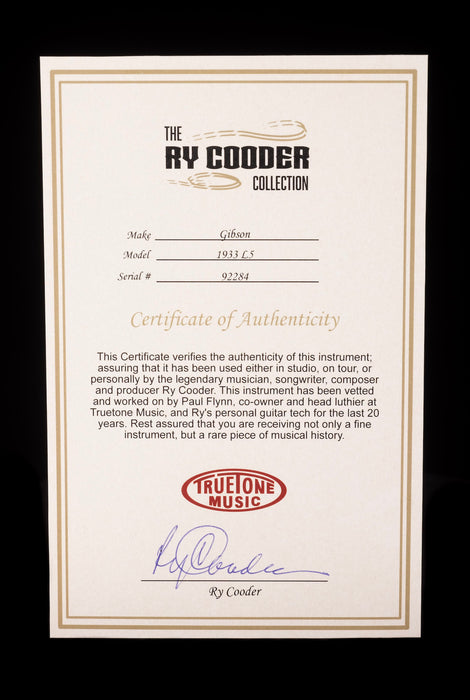 THE
RY COODER
COLLECTION
Make Gibson
Model 1933 L5
Serial # 92284
Certificate of Authenticity
This Certificate verifies the authenticity of this instrument;
assuring that it has been used either in studio, on tour, or
personally by the legendary musician, songwriter, composer
and producer Ry Cooder. This instrument has been vetted
and worked on by Paul Flynn, co-owner and head luthier at
Truetone Music, and Ry's personal guitar tech for the last 20
years. Rest assured that you are receiving not only a fine
instrument, but a rare piece of musical history.
TRUETONE
MUSIC
Ry Cooder
Ry Cooder